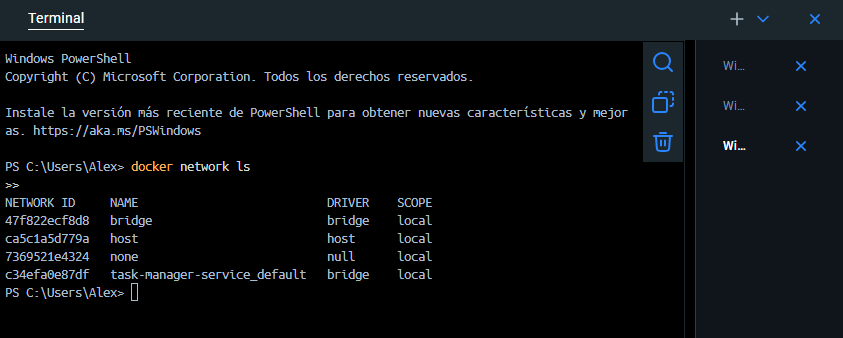 Terminal
Windows PowerShell
Copyright (C) Microsoft Corporation. Todos los derechos reservados.
Instale la versión más reciente de PowerShell para obtener nuevas características y mejor
as. https://aka.ms/PSWindows
PS C:\Users\Alex> docker network ls
>>
NETWORK ID     NAME                           DRIVER    SCOPE
47f822ecf8d8   bridge                         bridge    local
ca5c1a5d779a   host                           host      local
7369521e4324   none                           null      local
c34efa0e87df   task-manager-service_default   bridge    local
PS C:\Users\Alex>
Wi...
Wi...
Wi...